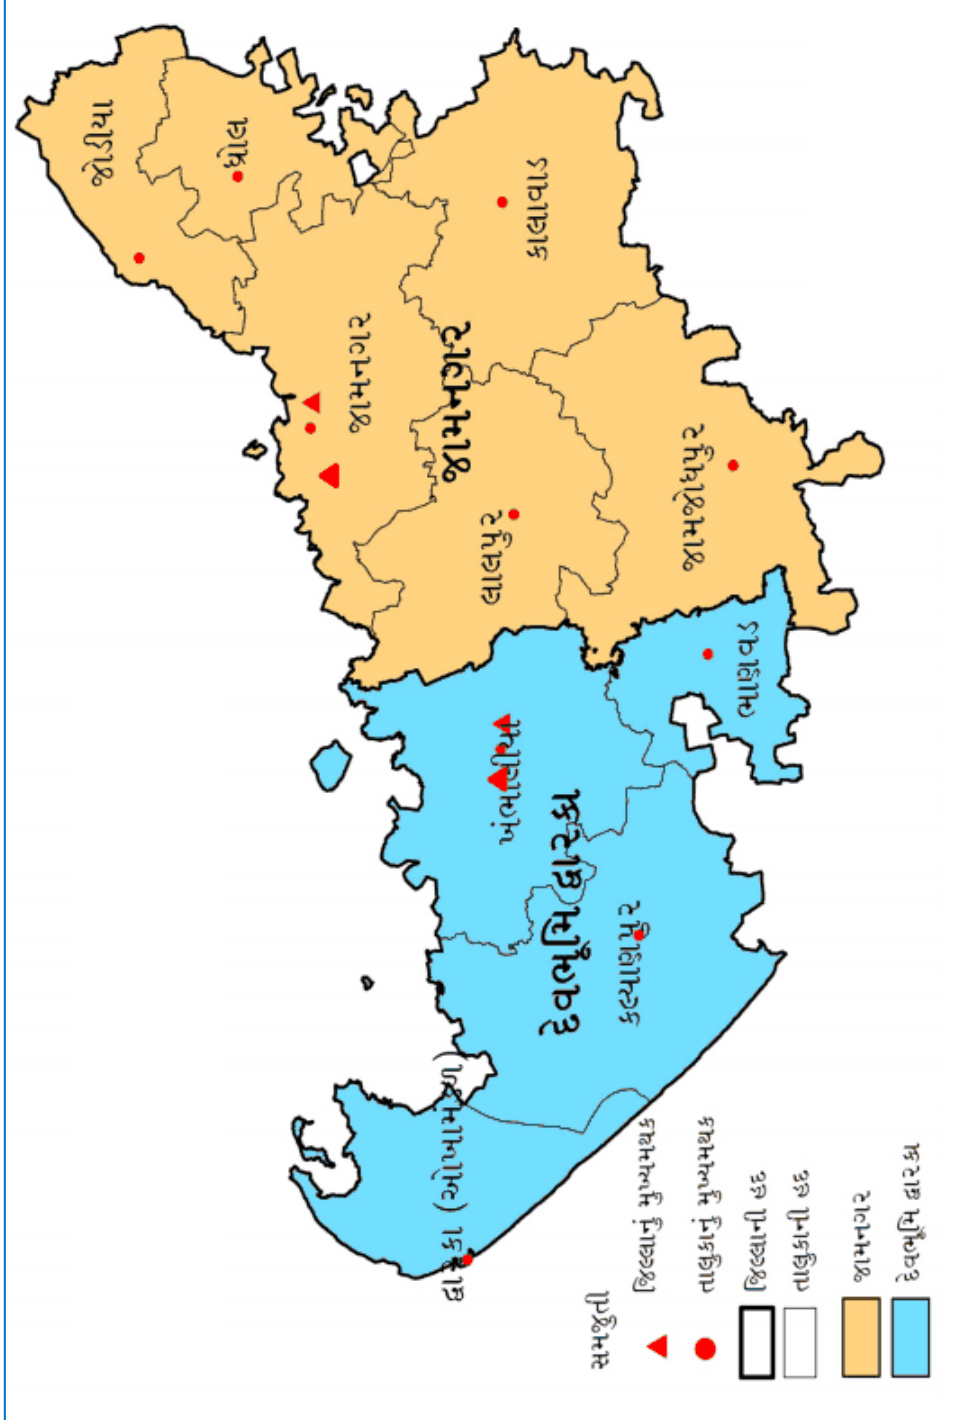 જોડિયા
ધ્રોલ
કાલાવડ
જામનગર
જામનગર
જામજોધપુર
લાલપુર
ભાણવડ
ખંભાળિયા
દેવભૂમિ દ્વારકા
કલ્યાણપુર
દ્વારકા (ઓખામંડળ)
સમજૂતી
જિલ્લાનું મુખ્યમથક
તાલુકાનું મુખ્યમથક
જિલ્લાની હદ
તાલુકાની હદ
જામનગર
દેવભૂમિ દ્વારકા